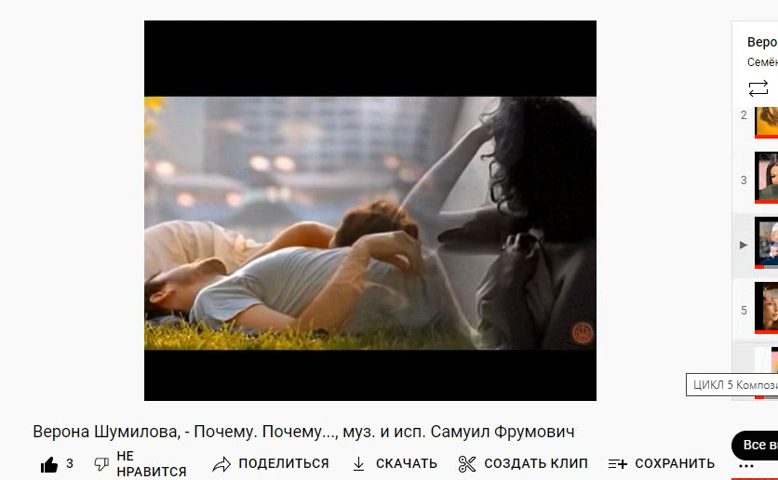 Веро
Семён
2
3
5
ЦИКЛ 5 Компози
Верона Шумилова, - Почему. Почему..., муз. и исп. Самуил Фрумович
Все в
3
НЕ
НРАВИТСЯ
ПОДЕЛИТЬСЯ
СКАЧАТЬ
СОЗДАТЬ КЛИП
СОХРАНИТЬ